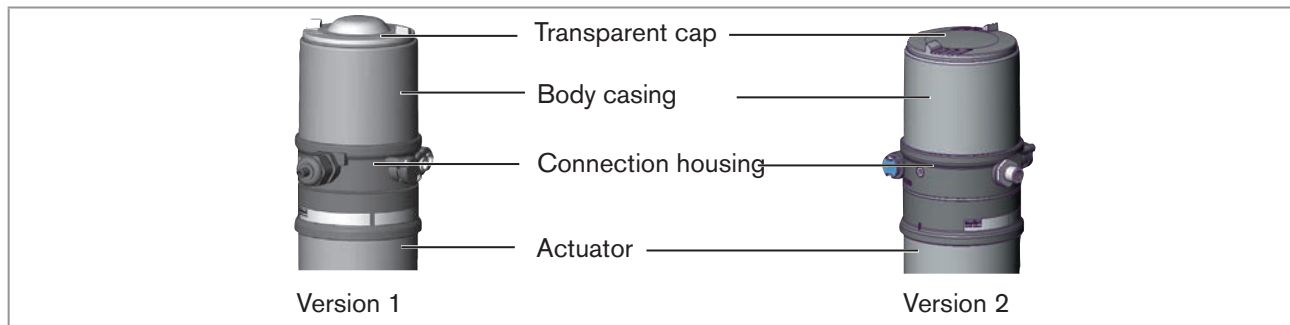 Transparent cap
Body casing
Connection housing
Actuator
Version 1
Version 2